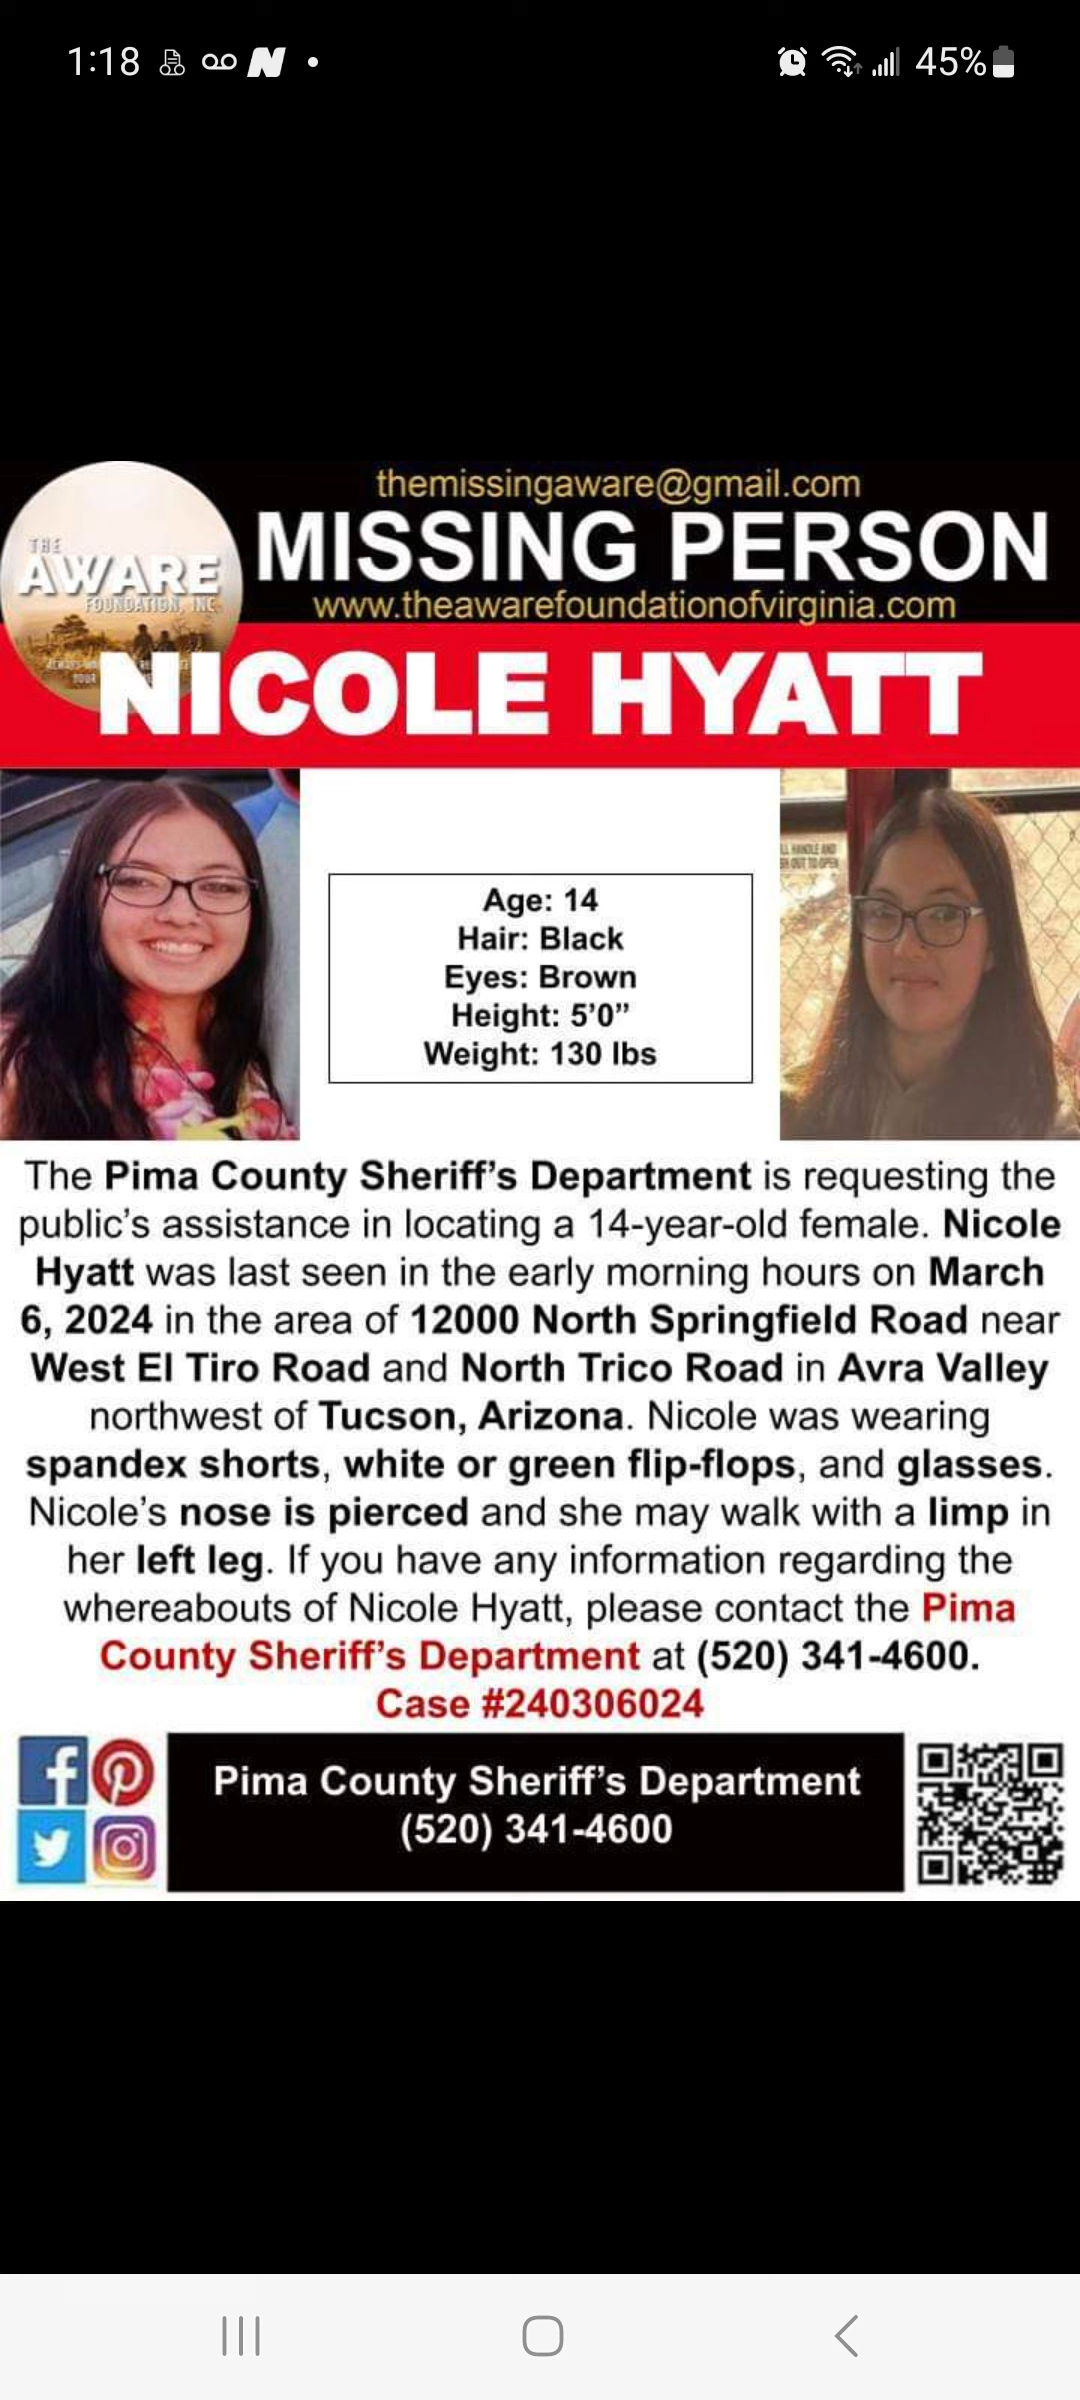 1:18
45%
themissingaware@gmail.com
MISSING PERSON
www.theawarefoundationofvirginia.com
THE
AWARE
FOUNDATION, INC
NICOLE HYATT
Age: 14
Hair: Black
Eyes: Brown
Height: 5’0”
Weight: 130 lbs
HANDLE AND
OUT TO OPEN
The Pima County Sheriff’s Department is requesting the
public’s assistance in locating a 14-year-old female. Nicole
Hyatt was last seen in the early morning hours on March
6, 2024 in the area of 12000 North Springfield Road near
West El Tiro Road and North Trico Road in Avra Valley
northwest of Tucson, Arizona. Nicole was wearing
spandex shorts, white or green flip-flops, and glasses.
Nicole’s nose is pierced and she may walk with a limp in
her left leg. If you have any information regarding the
whereabouts of Nicole Hyatt, please contact the Pima
County Sheriff’s Department at (520) 341-4600.
Case #240306024
Pima County Sheriff’s Department
(520) 341-4600